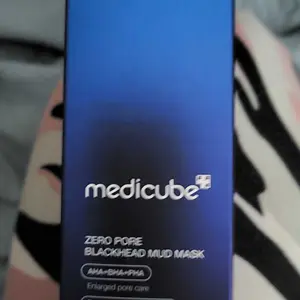 medicube
ZERO PORE
BLACKHEAD MUD MASK
AHA+BHA+PHA
Enlarged pore care